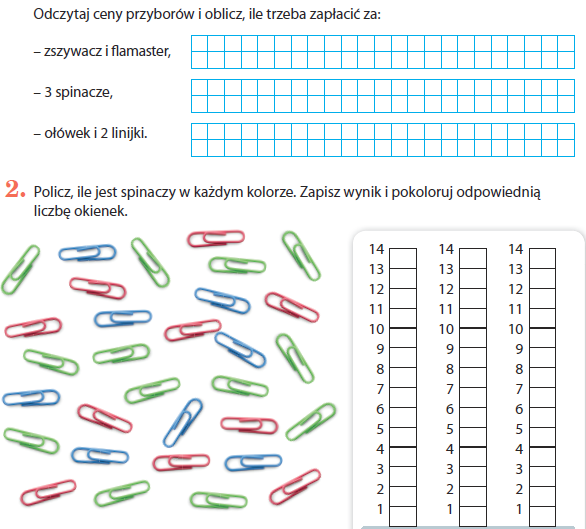 Odczytaj ceny przyborów i oblicz, ile trzeba zapłacić za:
– zszywacz i flamaster,
– 3 spinacze,
– ołówek i 2 linijki.
2. Policz, ile jest spinaczy w każdym kolorze. Zapisz wynik i pokoloruj odpowiednią
liczbę okienek.
14 14 14
13 13 13
12 12 12
11 11 11
10 10 10
9 9 9
8 8 8
7 7 7
6 6 6
5 5 5
4 4 4
3 3 3
2 2 2
1 1 1